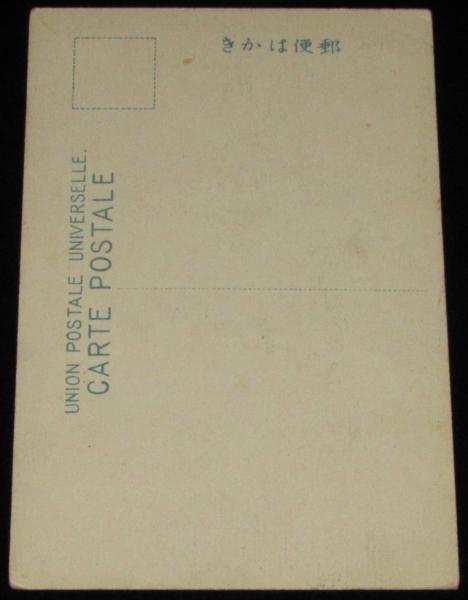 郵便はかき
UNION POSTALE UNIVERSELLE.
CARTE POSTALE